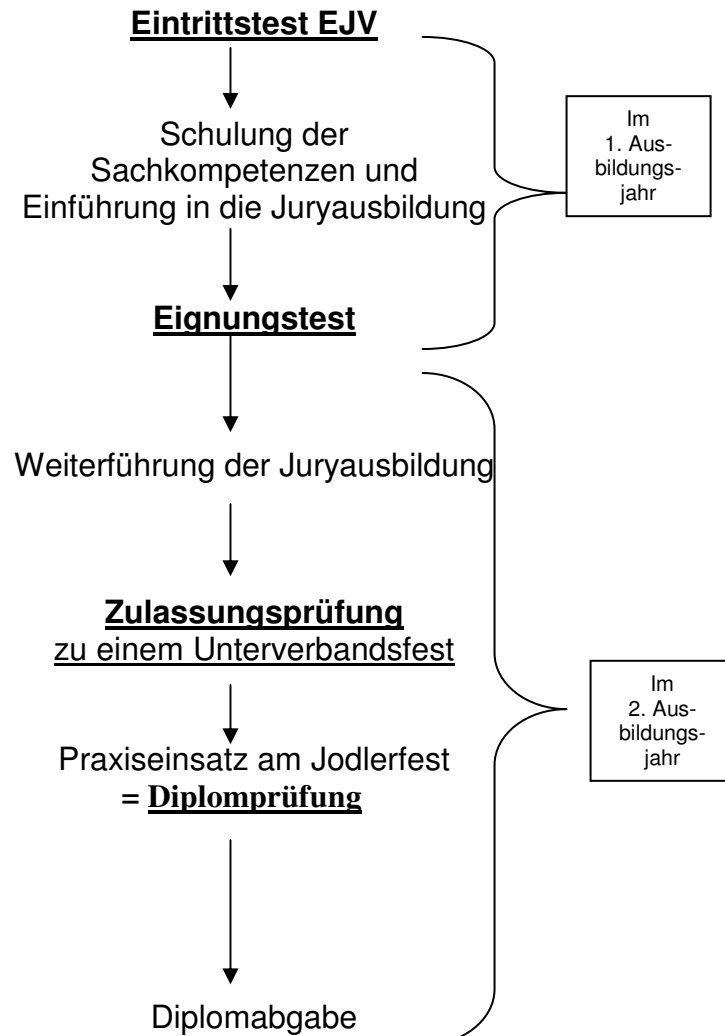 Eintrittstest EJV
Schulung der
Sachkompetenzen und
Einführung in die Juryausbildung
Eignungstest
Im
1. Aus-
bildungs-
jahr
Weiterführung der Juryausbildung
Zulassungsprüfung
zu einem Unterverbandsfest
Praxiseinsatz am Jodlerfest
= Diplomprüfung
Diplomabgabe
Im
2. Aus-
bildungs-
jahr